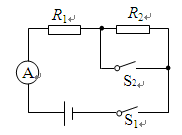 R₁ R₂
A S₂
S₁